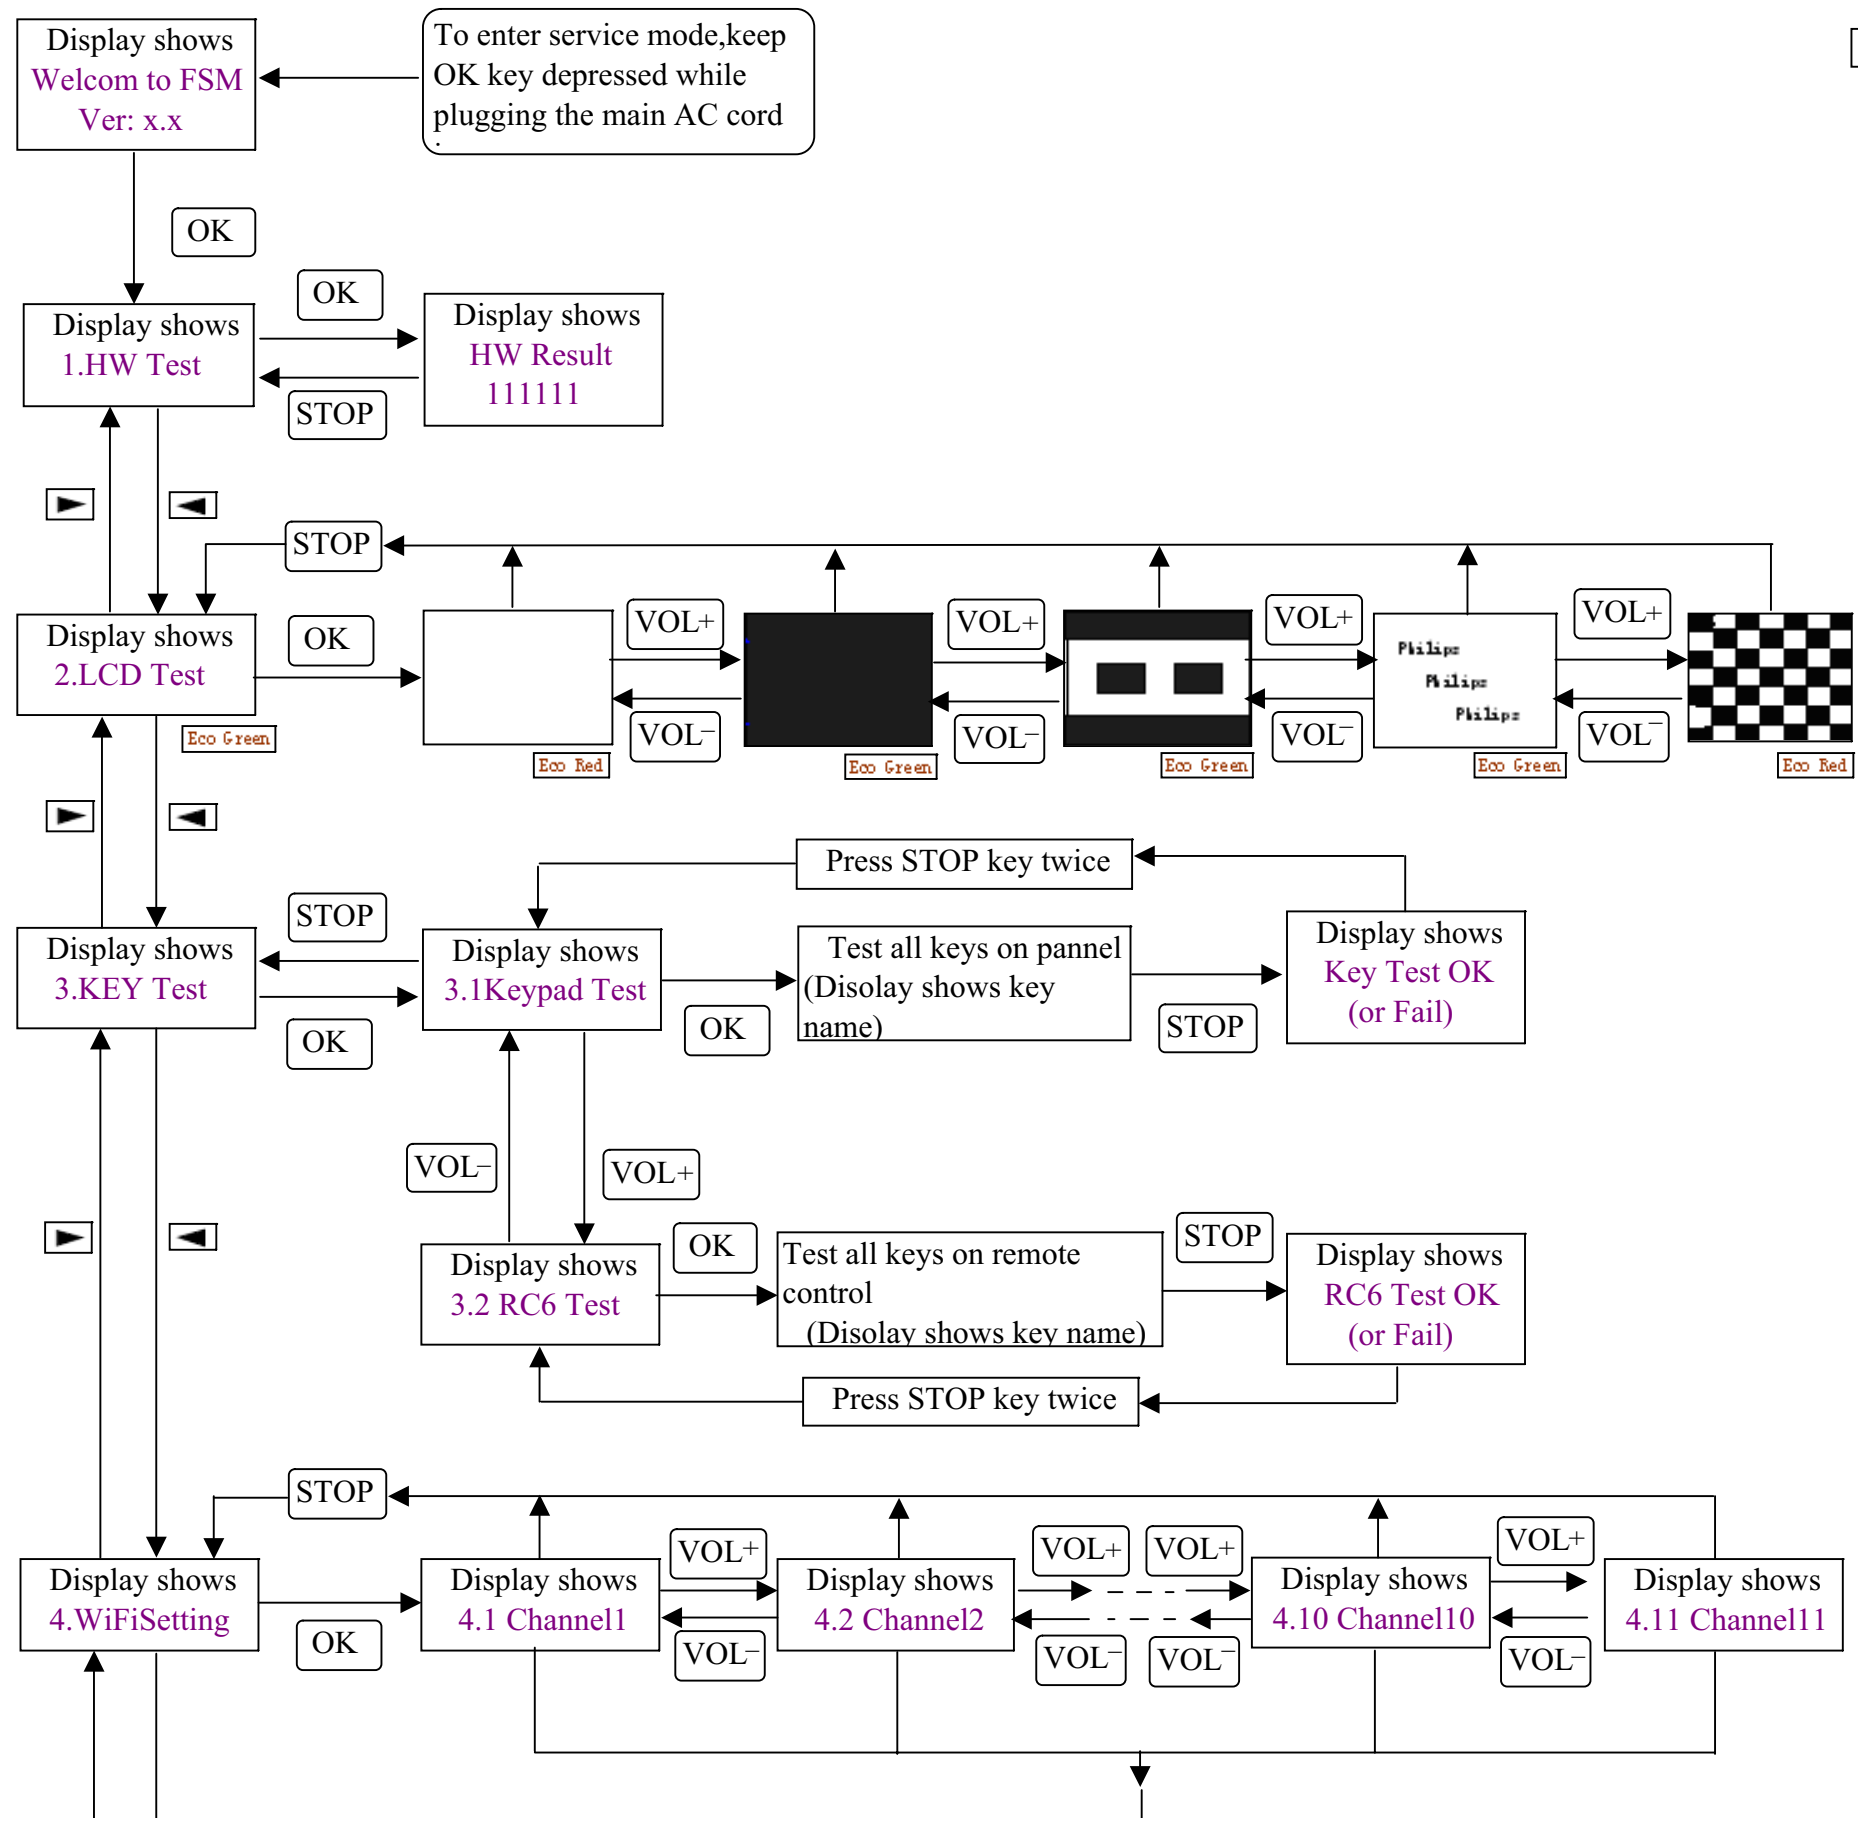 Display shows
Welcom to FSM
Ver: x.x
To enter service mode,keep
OK key depressed while
plugging the main AC cord
OK
Display shows
1.HW Test
OK
STOP
Display shows
HW Result
111111
STOP
Display shows
2.LCD Test
Eco Green
OK
Eco Red
VOL+
VOL-
Eco Green
VOL+
VOL-
Eco Green
VOL+
VOL-
Philips
Philips
Philips
Eco Green
VOL+
VOL-
Eco Red
Press STOP key twice
Display shows
3.KEY Test
STOP
OK
Display shows
3.1Keypad Test
OK
Test all keys on pannel
(Disolay shows key
name)
STOP
Display shows
Key Test OK
(or Fail)
VOL-
VOL+
Display shows
3.2 RC6 Test
OK
Test all keys on remote
control
(Disolay shows key name)
STOP
Display shows
RC6 Test OK
(or Fail)
Press STOP key twice
STOP
Display shows
4.WiFiSetting
OK
Display shows
4.1 Channel1
VOL+
VOL-
Display shows
4.2 Channel2
VOL+
VOL+
VOL-
VOL-
Display shows
4.10 Channel10
VOL+
VOL-
Display shows
4.11 Channel11